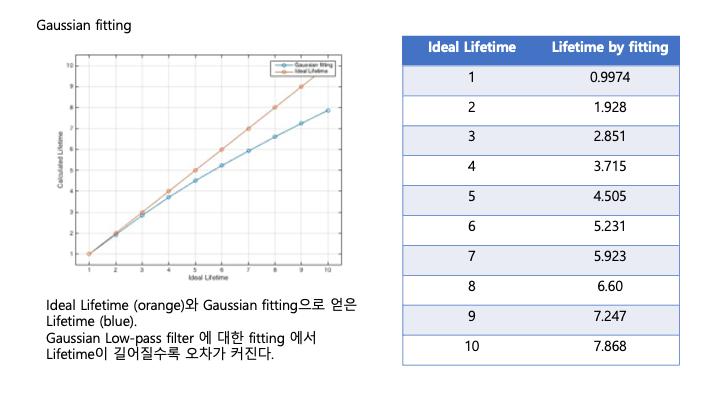 Gaussian fitting
10
9
8
7
6
5
4
3
2
1
1 2 3 4 5 6 7 8 9 10
Calculated Lifetime
Ideal Lifetime
Gaussian fitting
Ideal Lifetime
Ideal Lifetime (orange)와 Gaussian fitting으로 얻은
Lifetime (blue).
Gaussian Low-pass filter 에 대한 fitting 에서
Lifetime이 길어질수록 오차가 커진다.
Ideal Lifetime Lifetime by fitting
1 0.9974
2 1.928
3 2.851
4 3.715
5 4.505
6 5.231
7 5.923
8 6.60
9 7.247
10 7.868